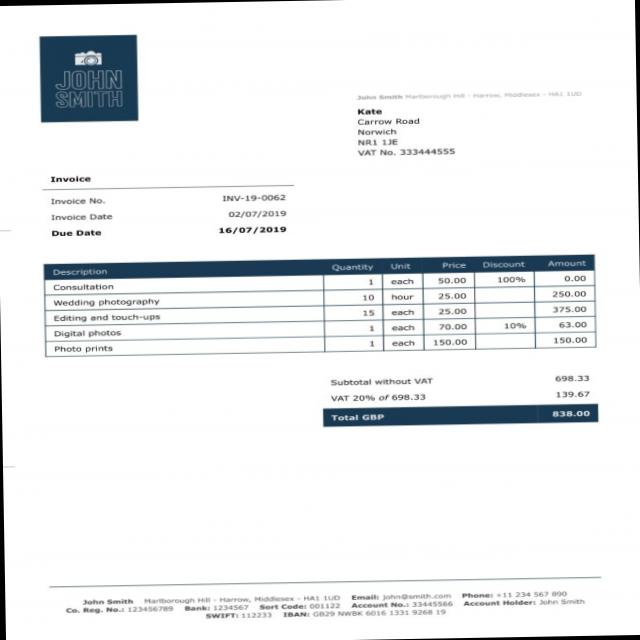 JOHN
SMITH
John Smith Marlborough Hill - Harrow, Middlesex - HA1 1UD
Kate
Carrow Road
Norwich
NR1 1JE
VAT No. 333444555
Invoice
Invoice No. INV-19-0062
Invoice Date 02/07/2019
Due Date 16/07/2019
Description Quantity Unit Price Discount Amount
Consultation 1 each 50.00 100% 0.00
Wedding photography 10 hour 25.00 250.00
Editing and touch-ups 15 each 25.00 375.00
Digital photos 1 each 70.00 10% 63.00
Photo prints 1 each 150.00 150.00
Subtotal without VAT 698.33
VAT 20% of 698.33 139.67
Total GBP 838.00
John Smith Marlborough Hill - Harrow, Middlesex - HA1 1UD Email: john@smith.com Phone: +11 234 567 890
Co. Reg. No.: 123456789 Bank: 1234567 Sort Code: 001122 Account No.: 33445566 Account Holder: John Smith
SWIFT: 112233 IBAN: GB29 NWBK 6016 1331 9268 19